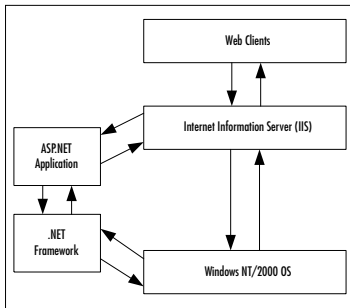 Web Clients
Internet Information Server (IIS)
ASP.NET
Application
.NET
Framework
Windows NT/2000 OS